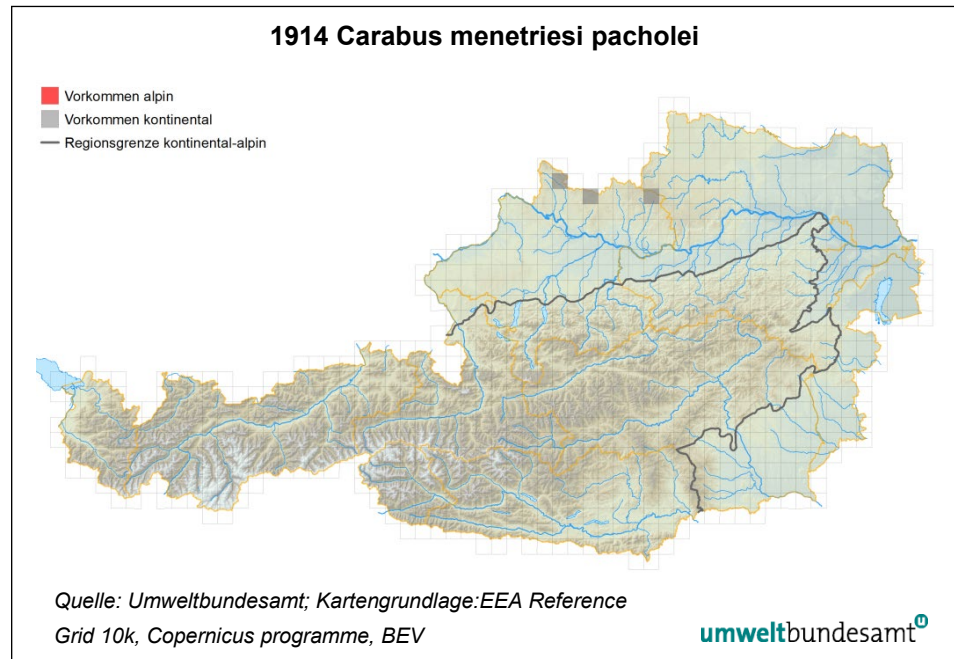 1914 Carabus menetriesi pacholei
Vorkommen alpin
Vorkommen kontinental
Regionsgrenze kontinental-alpin
Quelle: Umweltbundesamt; Kartengrundlage:EEA Reference
Grid 10k, Copernicus programme, BEV
umweltbundesamt ᵁ